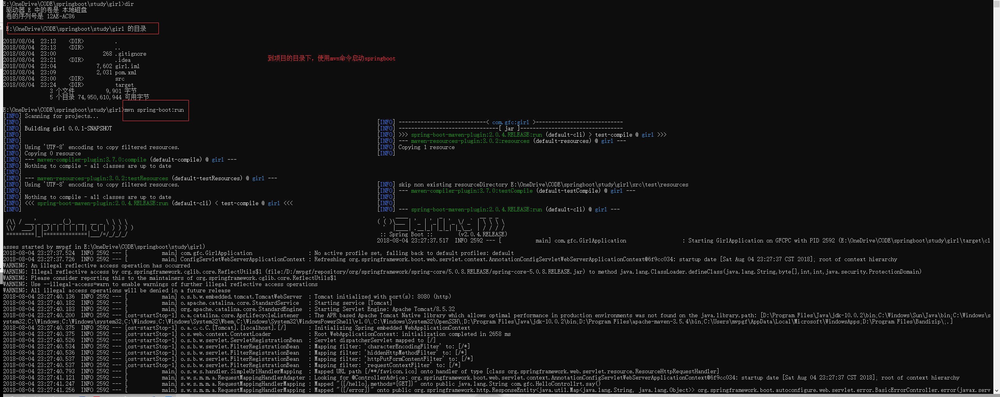 E:\OneDrive\CODE\springboot\study\girl>dir
驱动器 E 中的卷是 本地磁盘
卷的序列号是 12AE-AC86
E:\OneDrive\CODE\springboot\study\girl 的目录
2018/08/04  23:13    <DIR>          .
2018/08/04  23:13    <DIR>          ..
2018/08/04  23:00               268 .gitignore
到项目的目录下，使用mvn命令启动springboot
2018/08/04  23:21    <DIR>          .idea
2018/08/04  23:04             7,602 girl.iml
2018/08/04  23:09             2,031 pom.xml
2018/08/04  23:00    <DIR>          src
2018/08/04  23:24    <DIR>          target
3 个文件          9,901 字节
5 个目录 74,950,610,944 可用字节
E:\OneDrive\CODE\springboot\study\girl>mvn spring-boot:run
[INFO] Scanning for projects...
[INFO] [INFO] ----------------------------< com.gfc:girl >----------------------------
[INFO] Building girl 0.0.1-SNAPSHOT [INFO] --------------------------------[ jar ]---------------------------------
[INFO] [INFO] >>> spring-boot-maven-plugin:2.0.4.RELEASE:run (default-cli) > test-compile @ girl >>>
[INFO] [INFO] --- maven-resources-plugin:3.0.2:resources (default-resources) @ girl ---
[INFO] Using 'UTF-8' encoding to copy filtered resources. [INFO] Copying 1 resource
[INFO] Copying 0 resource [INFO]
[INFO] --- maven-compiler-plugin:3.7.0:compile (default-compile) @ girl ---
[INFO] Nothing to compile - all classes are up to date
[INFO]
[INFO] --- maven-resources-plugin:3.0.2:testResources (default-testResources) @ girl ---
[INFO] Using 'UTF-8' encoding to copy filtered resources. [INFO] skip non existing resourceDirectory E:\OneDrive\CODE\springboot\study\girl\src\test\resources
[INFO] [INFO] --- maven-compiler-plugin:3.7.0:testCompile (default-testCompile) @ girl ---
[INFO] Nothing to compile - all classes are up to date [INFO]
[INFO] <<< spring-boot-maven-plugin:2.0.4.RELEASE:run (default-cli) < test-compile @ girl <<< [INFO]
[INFO] [INFO] --- spring-boot-maven-plugin:2.0.4.RELEASE:run (default-cli) @ girl ---
:: Spring Boot ::        (v2.0.4.RELEASE)
2018-08-04 23:27:37.517  INFO 2592 --- [           main] com.gfc.GirlApplication                  : Starting GirlApplication on GFCPC with PID 2592 (E:\OneDrive\CODE\springboot\study\girl\target\cl
asses started by mvpgf in E:\OneDrive\CODE\springboot\study\girl)
2018-08-04 23:27:37.524  INFO 2592 --- [           main] com.gfc.GirlApplication                  : No active profile set, falling back to default profiles: default
2018-08-04 23:27:37.726  INFO 2592 --- [           main] ConfigServletWebServerApplicationContext : Refreshing org.springframework.boot.web.servlet.context.AnnotationConfigServletWebServerApplicationContext@6f9cc034: startup date [Sat Aug 04 23:27:37 CST 2018]; root of context hierarchy
WARNING: An illegal reflective access operation has occurred
WARNING: Illegal reflective access by org.springframework.cglib.core.ReflectUtils$1 (file:/D:/mvpgf/repository/org/springframework/spring-core/5.0.8.RELEASE/spring-core-5.0.8.RELEASE.jar) to method java.lang.ClassLoader.defineClass(java.lang.String,byte[],int,int,java.security.ProtectionDomain)
WARNING: Please consider reporting this to the maintainers of org.springframework.cglib.core.ReflectUtils$1
WARNING: Use --illegal-access=warn to enable warnings of further illegal reflective access operations
WARNING: All illegal access operations will be denied in a future release
2018-08-04 23:27:40.136  INFO 2592 --- [           main] o.s.b.w.embedded.tomcat.TomcatWebServer  : Tomcat initialized with port(s): 8080 (http)
2018-08-04 23:27:40.182  INFO 2592 --- [           main] o.apache.catalina.core.StandardService   : Starting service [Tomcat]
2018-08-04 23:27:40.183  INFO 2592 --- [           main] org.apache.catalina.core.StandardEngine  : Starting Servlet Engine: Apache Tomcat/8.5.32
2018-08-04 23:27:40.200  INFO 2592 --- [ost-startStop-1] o.a.catalina.core.AprLifecycleListener   : The APR based Apache Tomcat Native library which allows optimal performance in production environments was not found on the java.library.path: [D:\Program Files\Java\jdk-10.0.2\bin;C:\Windows\Sun\Java\bin;C:\Windows\s
ystem32;C:\Windows;C:\Windows\system32;C:\Windows;C:\Windows\System32\Wbem;C:\Windows\System32\WindowsPowerShell\v1.0\;C:\Windows\System32\OpenSSH\;D:\Program Files\Java\jdk-10.0.2\bin;D:\Program Files\apache-maven-3.5.4\bin;C:\Users\mvpgf\AppData\Local\Microsoft\WindowsApps;D:\Program Files\Bandizip\;.]
2018-08-04 23:27:40.375  INFO 2592 --- [ost-startStop-1] o.a.c.c.C.[Tomcat].[localhost].[/]       : Initializing Spring embedded WebApplicationContext
2018-08-04 23:27:40.375  INFO 2592 --- [ost-startStop-1] o.s.web.context.ContextLoader            : Root WebApplicationContext: initialization completed in 2658 ms
2018-08-04 23:27:40.526  INFO 2592 --- [ost-startStop-1] o.s.b.w.servlet.ServletRegistrationBean  : Servlet dispatcherServlet mapped to [/]
2018-08-04 23:27:40.534  INFO 2592 --- [ost-startStop-1] o.s.b.w.servlet.FilterRegistrationBean   : Mapping filter: 'characterEncodingFilter' to: [/*]
2018-08-04 23:27:40.536  INFO 2592 --- [ost-startStop-1] o.s.b.w.servlet.FilterRegistrationBean   : Mapping filter: 'hiddenHttpMethodFilter' to: [/*]
2018-08-04 23:27:40.537  INFO 2592 --- [ost-startStop-1] o.s.b.w.servlet.FilterRegistrationBean   : Mapping filter: 'httpPutFormContentFilter' to: [/*]
2018-08-04 23:27:40.537  INFO 2592 --- [ost-startStop-1] o.s.b.w.servlet.FilterRegistrationBean   : Mapping filter: 'requestContextFilter' to: [/*]
2018-08-04 23:27:40.793  INFO 2592 --- [           main] o.s.w.s.handler.SimpleUrlHandlerMapping  : Mapped URL path [/**/favicon.ico] onto handler of type [class org.springframework.web.servlet.resource.ResourceHttpRequestHandler]
2018-08-04 23:27:41.121  INFO 2592 --- [           main] s.w.s.m.m.a.RequestMappingHandlerAdapter : Looking for @ControllerAdvice: org.springframework.boot.web.servlet.context.AnnotationConfigServletWebServerApplicationContext@6f9cc034: startup date [Sat Aug 04 23:27:37 CST 2018]; root of context hierarchy
2018-08-04 23:27:41.247  INFO 2592 --- [           main] s.w.s.m.m.a.RequestMappingHandlerMapping : Mapped "{[/hello],methods=[GET]}" onto public java.lang.String com.gfc.HelloControllrt.say()
2018-08-04 23:27:41.256  INFO 2592 --- [           main] s.w.s.m.m.a.RequestMappingHandlerMapping : Mapped "{[/error]}" onto public org.springframework.http.ResponseEntity<java.util.Map<java.lang.String, java.lang.Object>> org.springframework.boot.autoconfigure.web.servlet.error.BasicErrorController.error(javax.serv